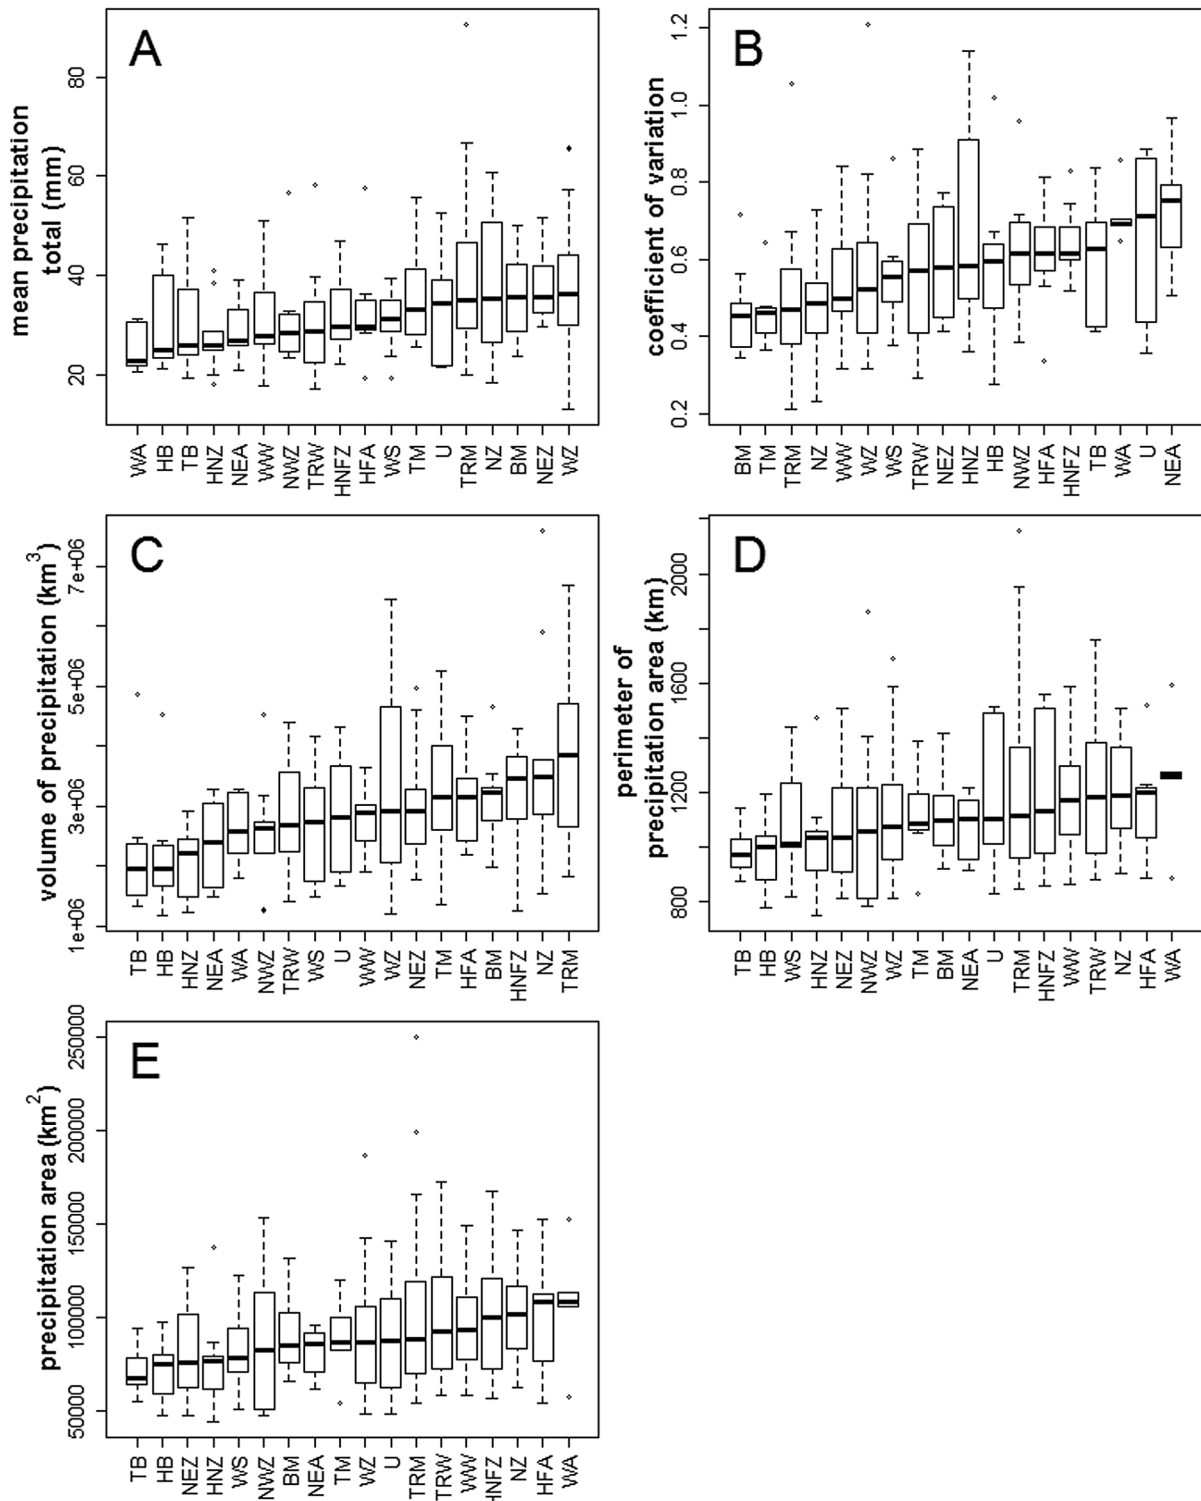 A
mean precipitation
total (mm)
80
60
40
20
WA HB TB HNZ NEA WW NWZ TRW HNFZ HFA WS TM U TRM NZ BM NEZ WZ
B
coefficient of variation
1.2
1.0
0.8
0.6
0.4
0.2
BM TM TRM NZ WW WZ WS TRW NEZ HNZ HB NWZ HFA HNFZ TB WA U NEA
C
volume of precipitation (km3)
7e+06
5e+06
3e+06
1e+06
TB HB HNZ NEA WA NWZ TRW WS U WW WZ NEZ TM HFA BM HNFZ NZ TRM
D
perimeter of
precipitation area (km)
2000
1600
1200
800
TB HB WS HNZ NEZ NWZ WZ TM BM NEA U TRM HNFZ WW TRW NZ HFA WA
E
precipitation area (km2)
250000
200000
150000
100000
50000
TB HB NEZ HNZ WS NWZ BM NEA TM WZ U TRM TRW WW HNFZ NZ HFA WA